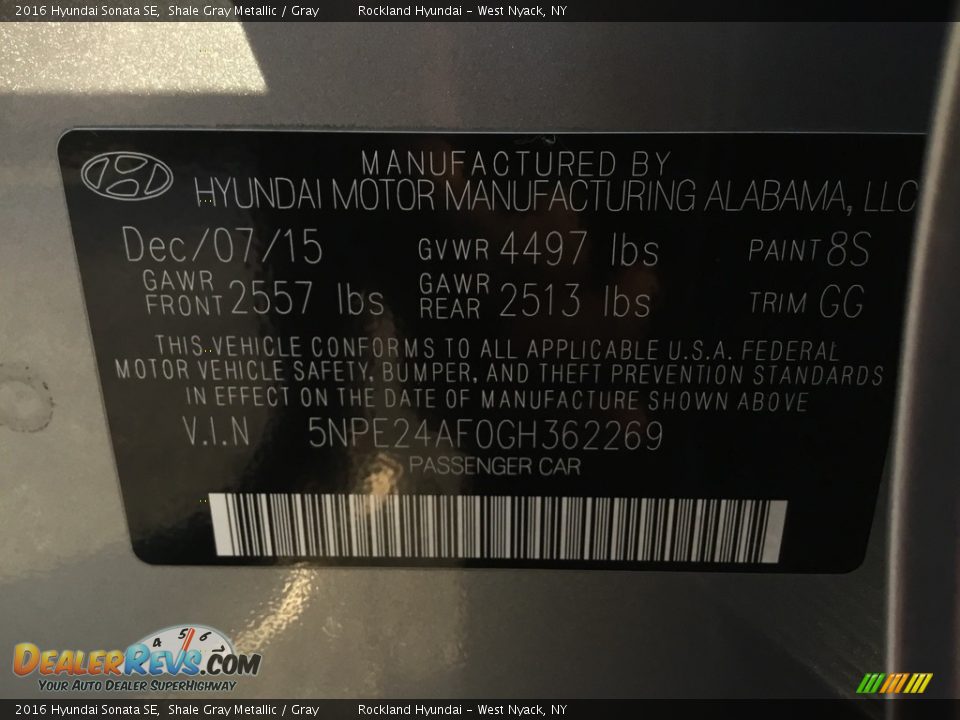 2016 Hyundai Sonata SE, Shale Gray Metallic / Gray Rockland Hyundai - West Nyack, NY
MANUFACTURED BY
HYUNDAI MOTOR MANUFACTURING ALABAMA, LLC
Dec/07/15 GVWR 4497 lbs PAINT 8S
GAWR FRONT 2557 lbs GAWR REAR 2513 lbs TRIM GG
THIS VEHICLE CONFORMS TO ALL APPLICABLE U.S.A. FEDERAL
MOTOR VEHICLE SAFETY, BUMPER, AND THEFT PREVENTION STANDARDS
IN EFFECT ON THE DATE OF MANUFACTURE SHOWN ABOVE
V.I.N 5NPE24AF0GH362269
PASSENGER CAR
4 5 6
DEALERREVS.COM
YOUR AUTO DEALER SUPERHIGHWAY
2016 Hyundai Sonata SE, Shale Gray Metallic / Gray Rockland Hyundai - West Nyack, NY